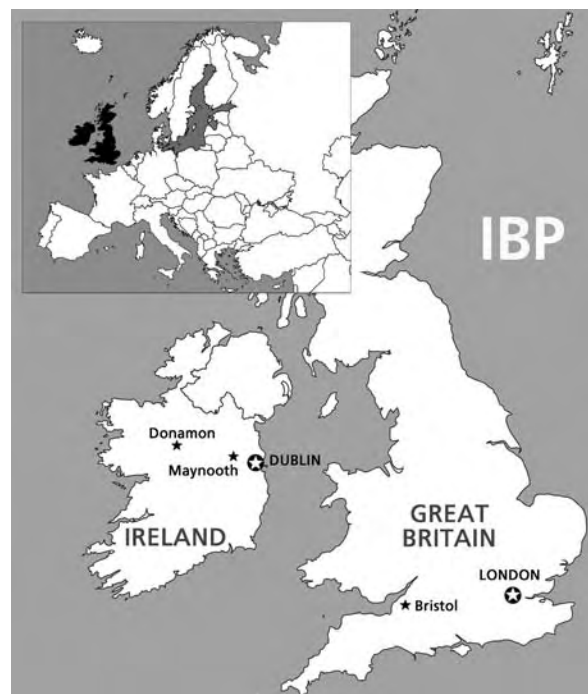 IBP
Donamon
Maynooth
DUBLIN
IRELAND
GREAT
BRITAIN
LONDON
Bristol